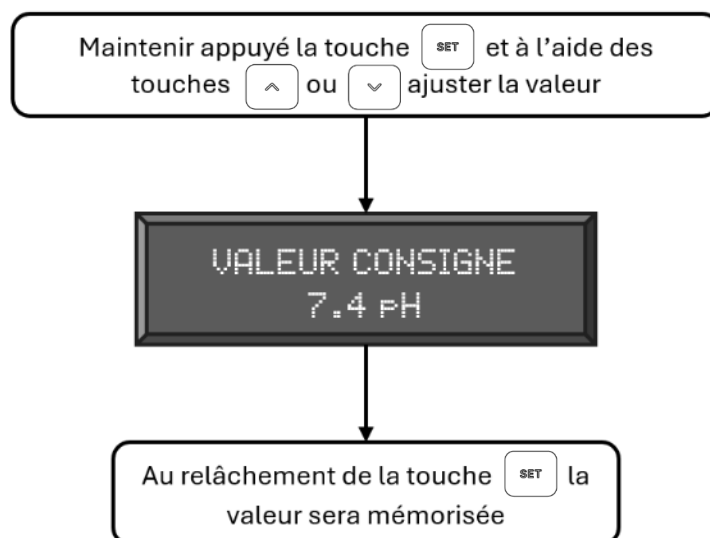 Maintenir appuyé la touche SET et à l’aide des
touches ou ajuster la valeur
VALEUR CONSIGNE
7.4 pH
Au relâchement de la touche SET la
valeur sera mémorisée